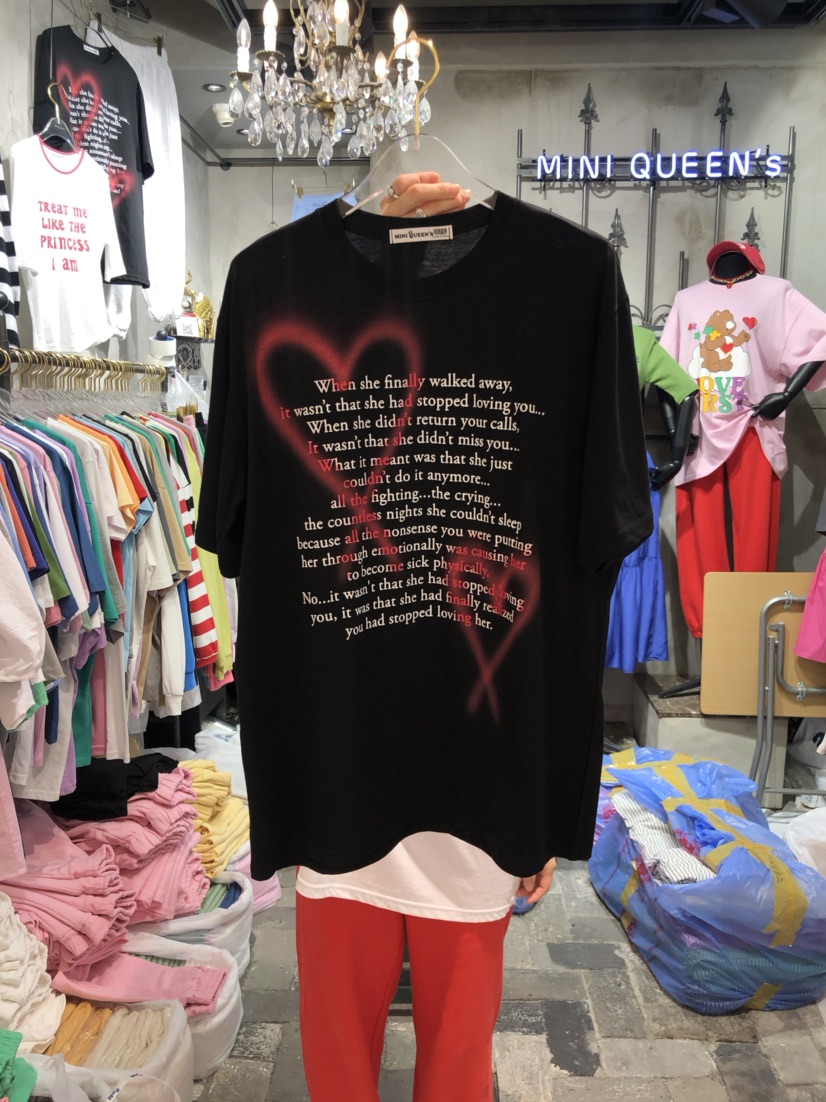 MINI QUEEN's
TREAT ME
LIKE THE
PRINCESS
I AM
MINI QUEEN'S
When she finally walked away,
it wasn't that she had stopped loving you...
When she didn't return your calls,
It wasn't that she didn't miss you...
What it meant was that she just
couldn't do it anymore...
all the fighting...the crying...
the countless nights she couldn't sleep
because all the nonsense you were putting
her through emotionally was causing her
to become sick physically.
No...it wasn't that she had stopped loving
you, it was that she had finally realized
you had stopped loving her.